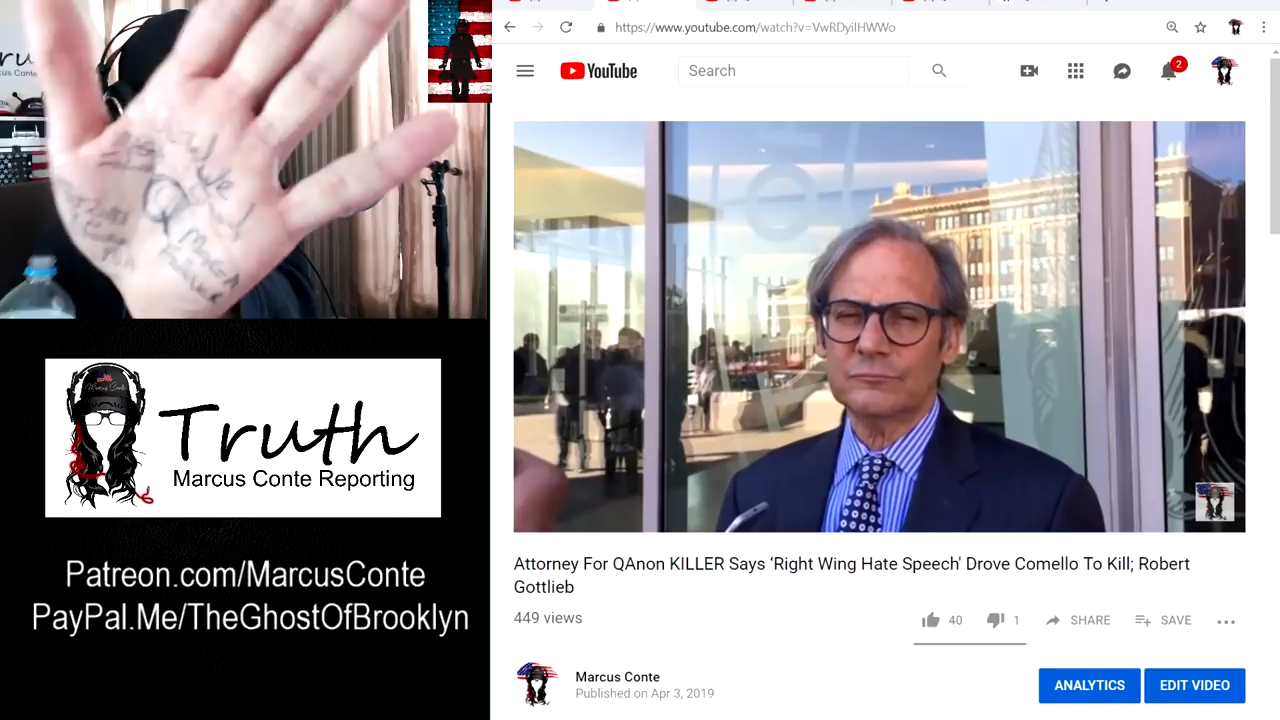 https://www.youtube.com/watch?v=VwRDyilHWWo
YouTube
Search
2
Q
Attorney For QAnon KILLER Says ‘Right Wing Hate Speech' Drove Comello To Kill; Robert
Gottlieb
449 views
40
1
SHARE
SAVE
Marcus Conte
Published on Apr 3, 2019
ANALYTICS
EDIT VIDEO
Truth
Marcus Conte Reporting
Patreon.com/MarcusConte
PayPal.Me/TheGhostOfBrooklyn